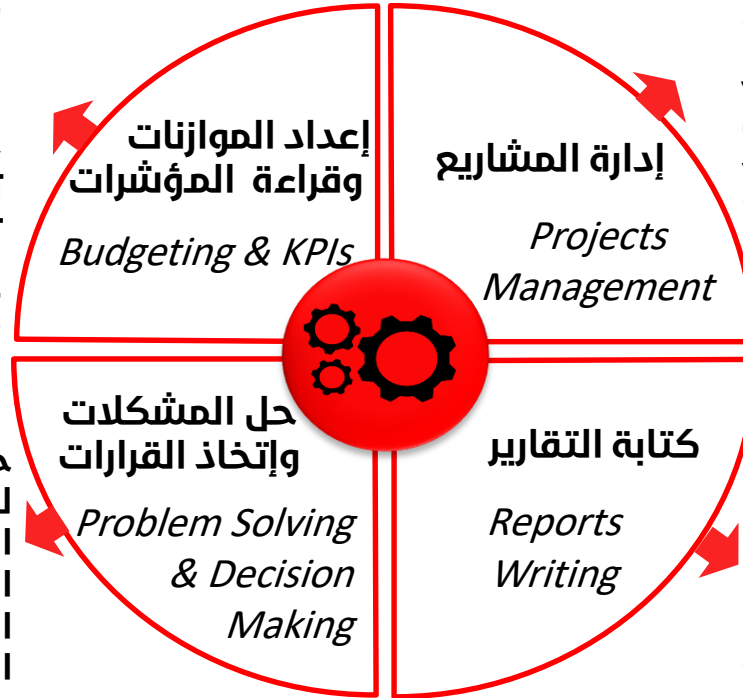 إعداد الموازنات
وقراءة المؤشرات
Budgeting & KPIs
إدارة المشاريع
Projects
Management
حل المشكلات
وإتخاذ القرارات
Problem Solving
& Decision
Making
كتابة التقارير
Reports
Writing